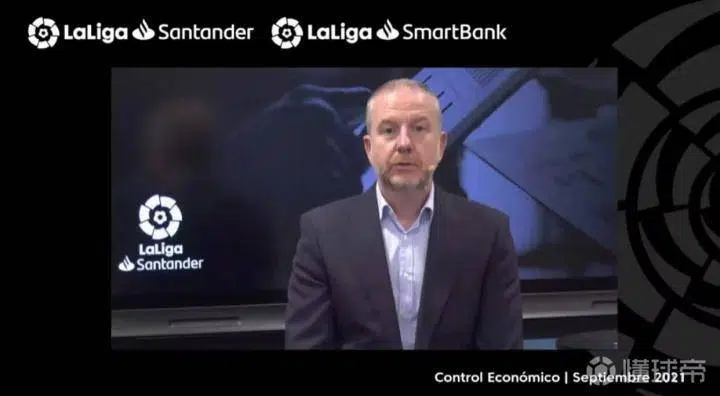 LaLiga Santander LaLiga SmartBank
LaLiga
Santander
Control Económico | Septiembre 2021
懂球帝